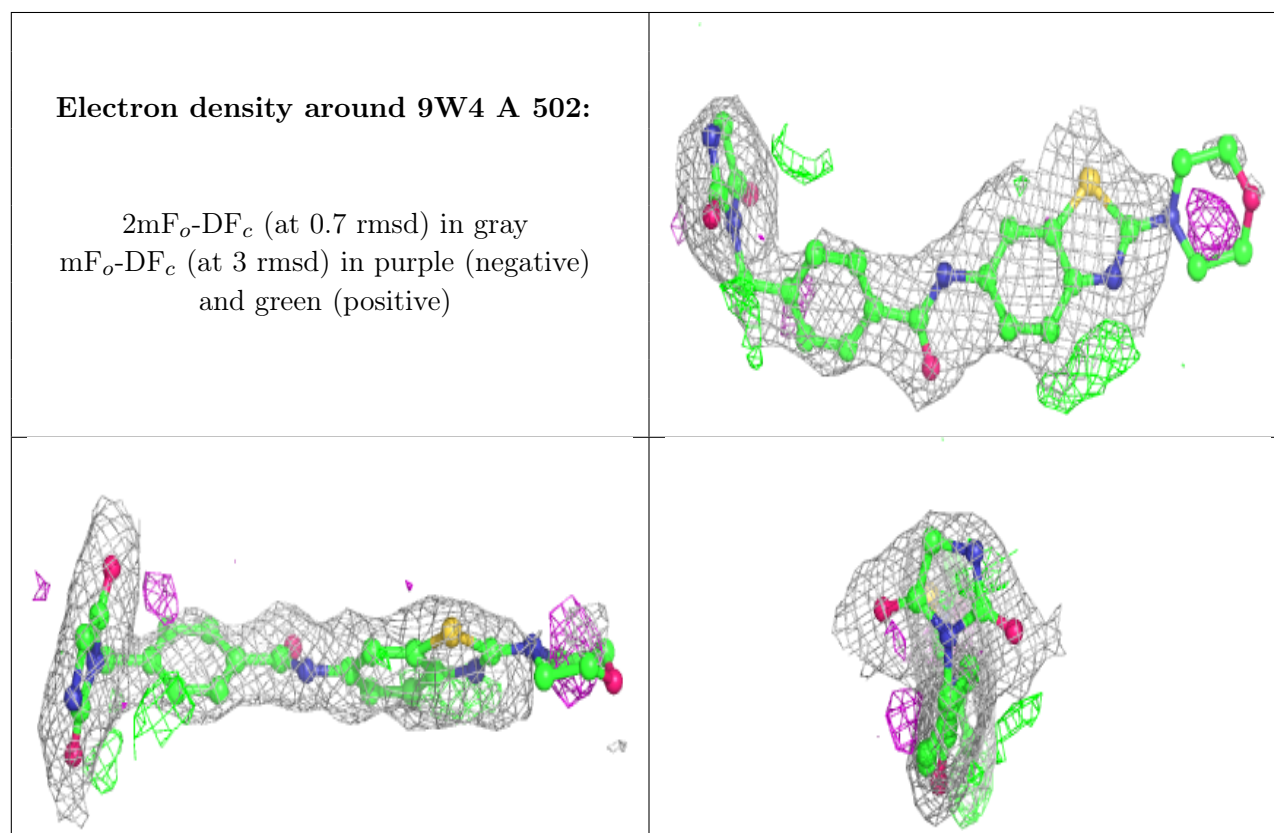 Electron density around 9W4 A 502:
2mFₒ-DF𝑐 (at 0.7 rmsd) in gray
mFₒ-DF𝑐 (at 3 rmsd) in purple (negative)
and green (positive)